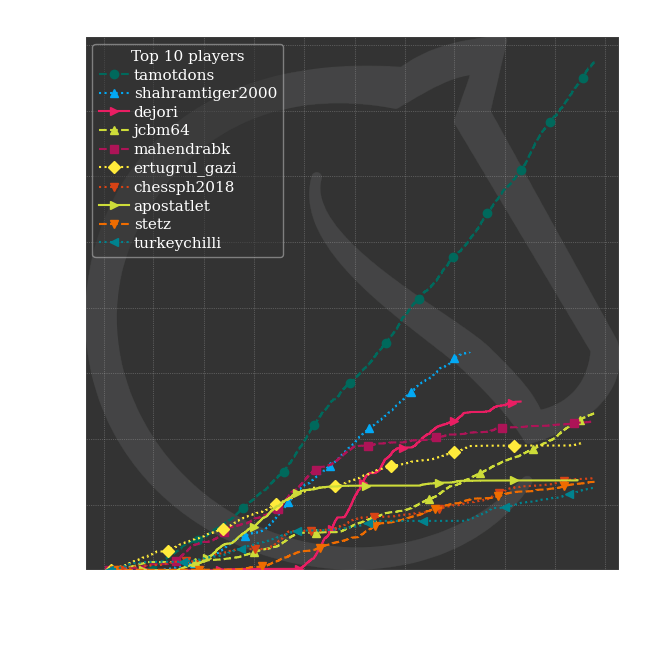 Top 10 players
tamotdons
shahramtiger2000
dejori
jcbm64
mahendrabk
ertugrul_gazi
chessph2018
apostatlet
stetz
turkeychilli